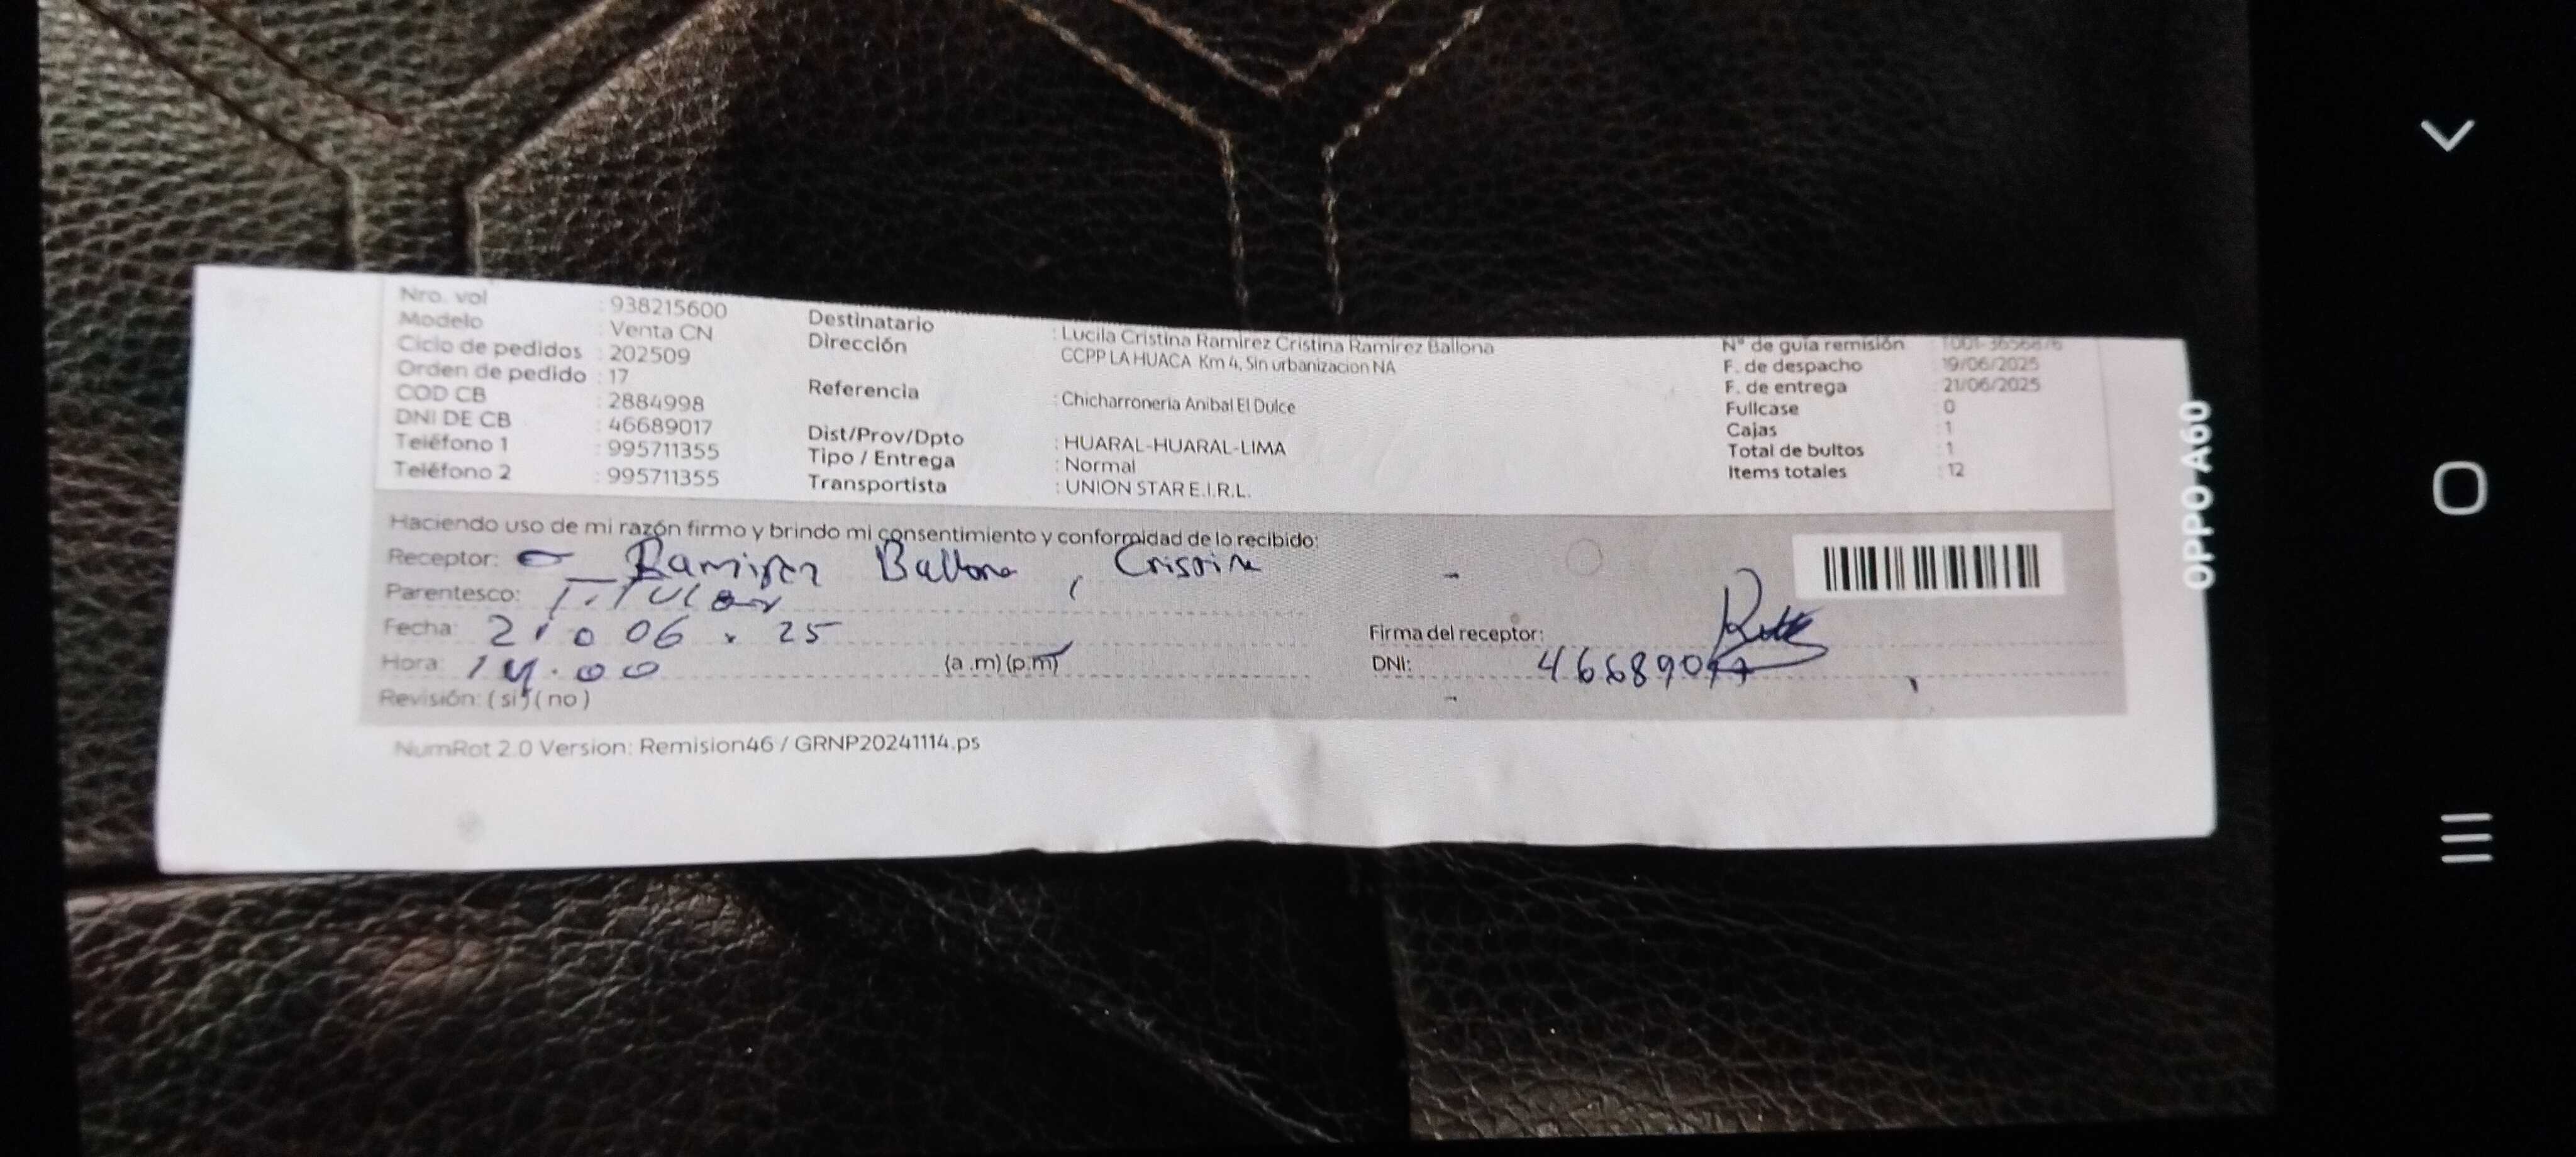 Nro. vol : 938215600
Modelo : Venta CN
Ciclo de pedidos : 202509
Orden de pedido : 17
COD CB : 2884998
DNI DE CB : 46689017
Teléfono 1 : 995711355
Teléfono 2 : 995711355
Destinatario : Lucila Cristina Ramirez Cristina Ramirez Ballona
Dirección : CCPP LA HUACA Km 4, Sin urbanizacion NA
Referencia : Chicharroneria Anibal El Dulce
Dist/Prov/Dpto : HUARAL-HUARAL-LIMA
Tipo / Entrega : Normal
Transportista : UNION STAR E.I.R.L.
N° de guía remisión
F. de despacho : 19/06/2025
F. de entrega : 21/06/2025
Fullcase : 0
Cajas : 1
Total de bultos : 1
Items totales : 12
Haciendo uso de mi razón firmo y brindo mi consentimiento y conformidad de lo recibido:
Receptor: Ramirez Ballona, Cristina
Parentesco: Titular
Fecha: 21.06.25
Hora: 14.00 (a.m) (p.m)
Revisión: ( si ) ( no )
Firma del receptor:
DNI: 46689017
NumRot 2.0 Version: Remision46 / GRNP20241114.ps
OPPO A60